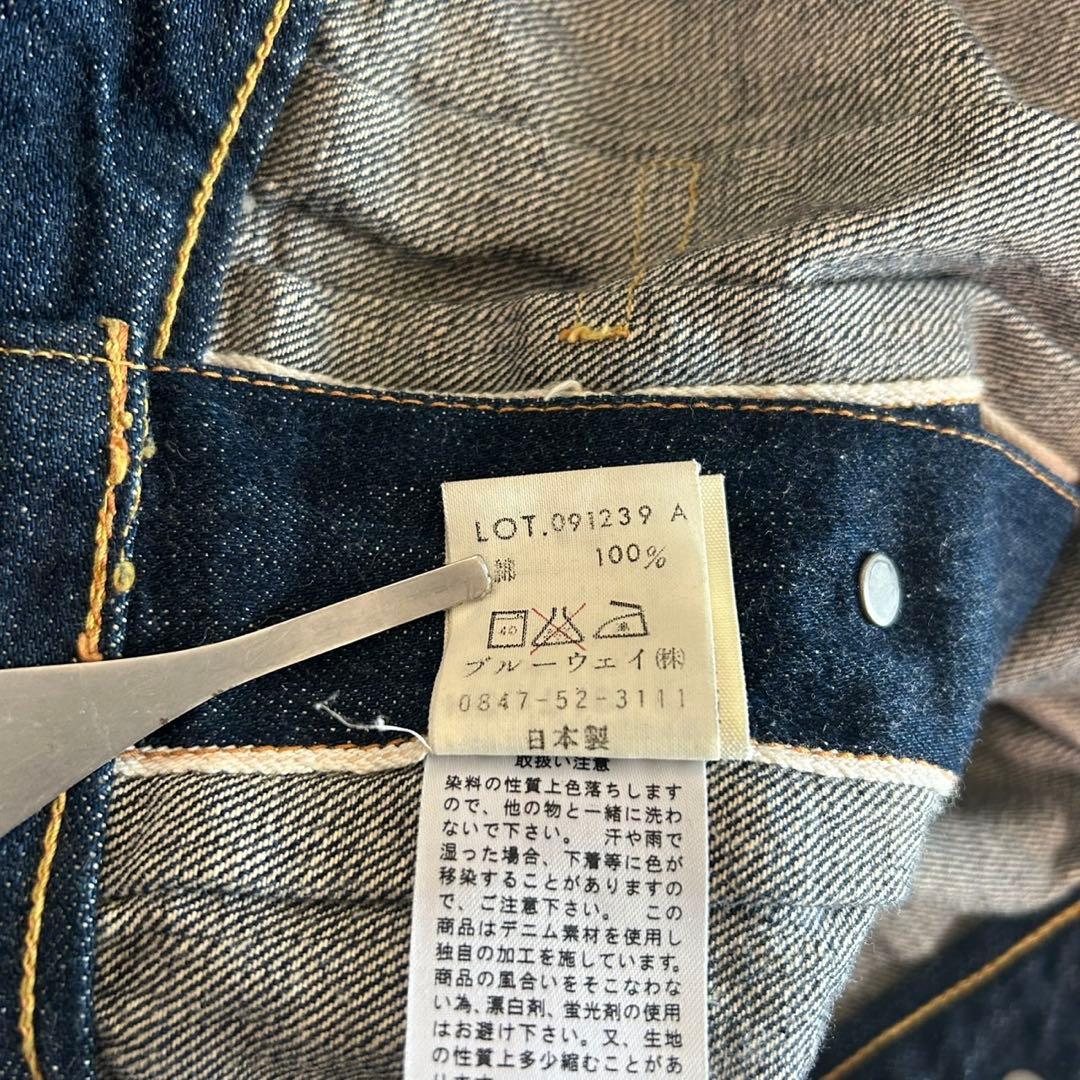 LOT.091239 A
綿 100%
40
ブルーウェイ(株)
0847-52-3111
日本製
取扱い注意
染料の性質上色落ちします
ので、他の物と一緒に洗わ
ないで下さい。 汗や雨で
湿った場合、下着等に色が
移染することがありますの
で、ご注意下さい。 この
商品はデニム素材を使用し
独自の加工を施しています。
商品の風合いをそこなわな
い為、漂白剤、蛍光剤の使用
はお避け下さい。又、生地
の性質上多少縮むことがあ